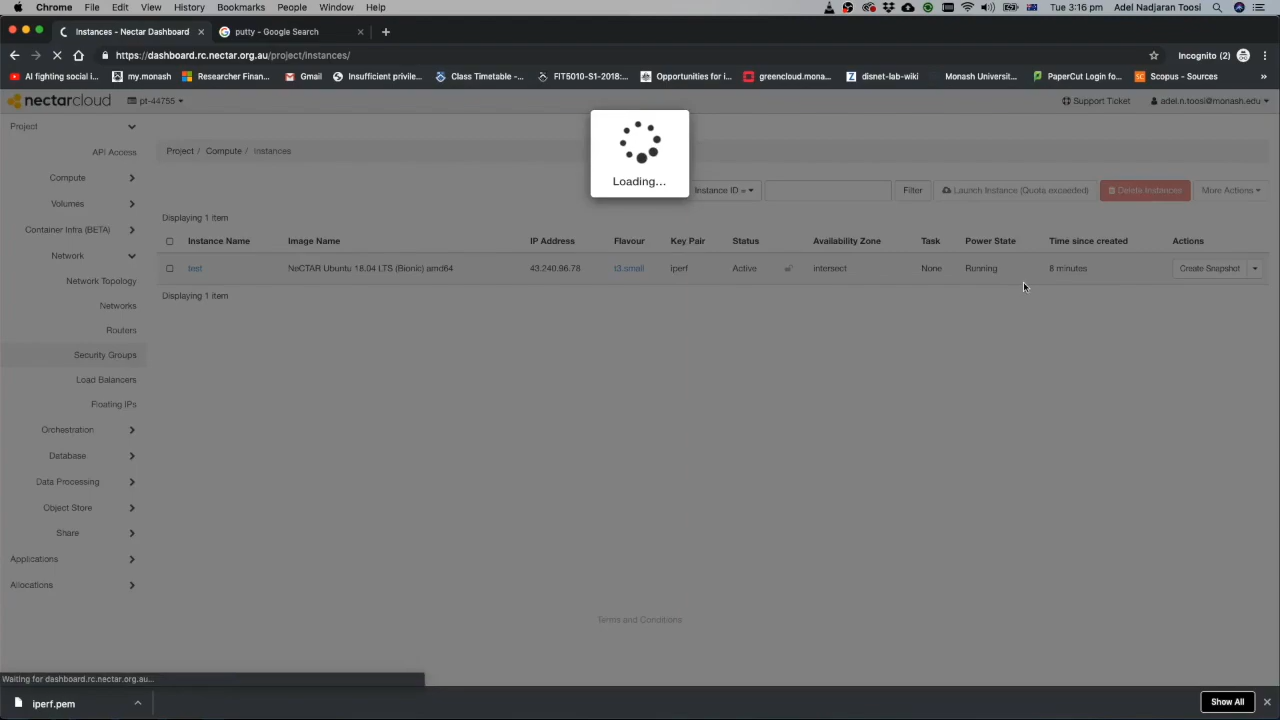 Chrome File Edit View History Bookmarks People Window Help Tue 3:16 pm Adel Nadjaran Toosi
Instances - Nectar Dashboard putty - Google Search
https://dashboard.rc.nectar.org.au/project/instances/ Incognito (2)
AI fighting social i... my.monash Researcher Finan... Gmail Insufficient privile... Class Timetable -... FIT5010-S1-2018:... Opportunities for i... greencloud.mona... disnet-lab-wiki Monash Universit... PaperCut Login fo... Scopus - Sources »
nectarcloud pt-44755 Support Ticket adel.n.toosi@monash.edu
Project
API Access
Compute
Volumes
Container Infra (BETA)
Network
Network Topology
Networks
Routers
Security Groups
Load Balancers
Floating IPs
Orchestration
Database
Data Processing
Object Store
Share
Applications
Allocations
Project / Compute / Instances
Loading...
Instance ID = Filter Launch Instance (Quota exceeded) Delete Instances More Actions
Displaying 1 item
Instance Name Image Name IP Address Flavour Key Pair Status Availability Zone Task Power State Time since created Actions
test NeCTAR Ubuntu 18.04 LTS (Bionic) amd64 43.240.96.78 t3.small iperf Active intersect None Running 8 minutes Create Snapshot
Displaying 1 item
Terms and Conditions
Waiting for dashboard.rc.nectar.org.au...
iperf.pem Show All